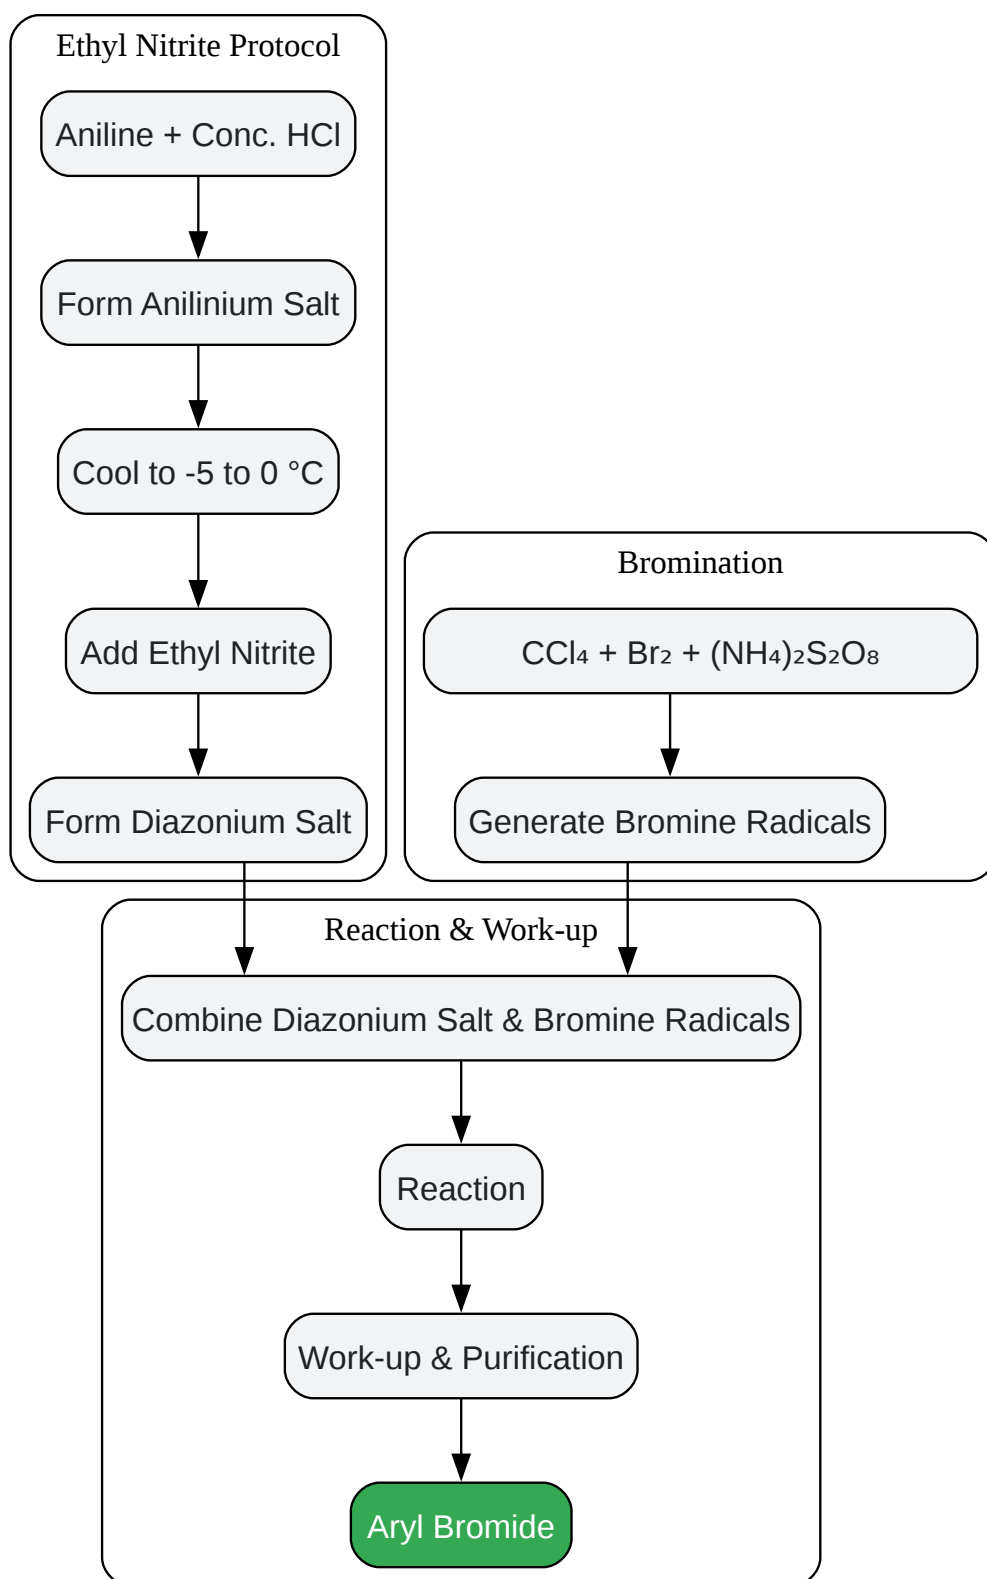 Ethyl Nitrite Protocol
Aniline + Conc. HCl
Form Anilinium Salt
Cool to -5 to 0 °C
Add Ethyl Nitrite
Form Diazonium Salt
Bromination
CCl₄ + Br₂ + (NH₄)₂S₂O₈
Generate Bromine Radicals
Reaction & Work-up
Combine Diazonium Salt & Bromine Radicals
Reaction
Work-up & Purification
Aryl Bromide